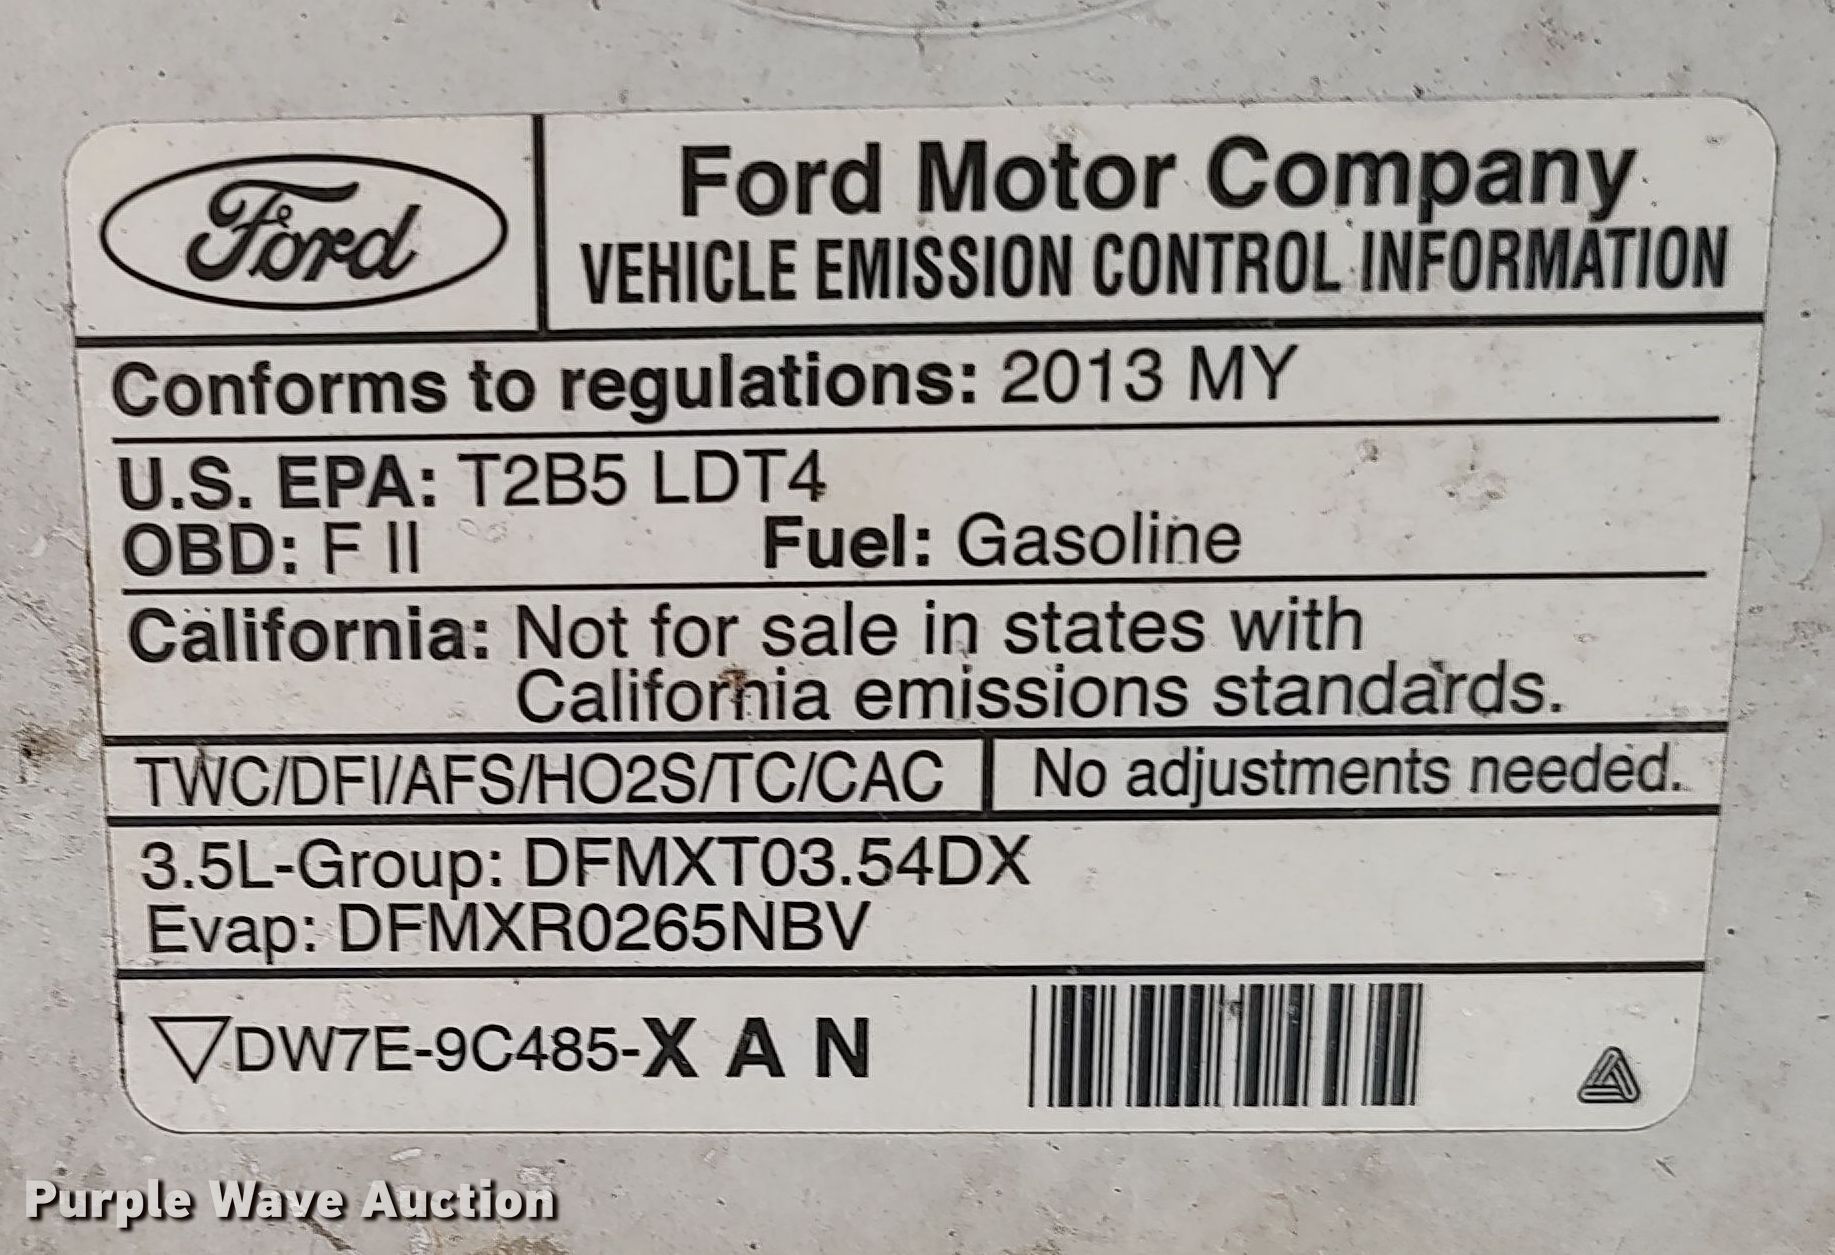 Ford
Ford Motor Company
VEHICLE EMISSION CONTROL INFORMATION
Conforms to regulations: 2013 MY
U.S. EPA: T2B5 LDT4
OBD: F II Fuel: Gasoline
California: Not for sale in states with
California emissions standards.
TWC/DFI/AFS/HO2S/TC/CAC No adjustments needed.
3.5L-Group: DFMXT03.54DX
Evap: DFMXR0265NBV
▽DW7E-9C485-X A N
Purple Wave Auction